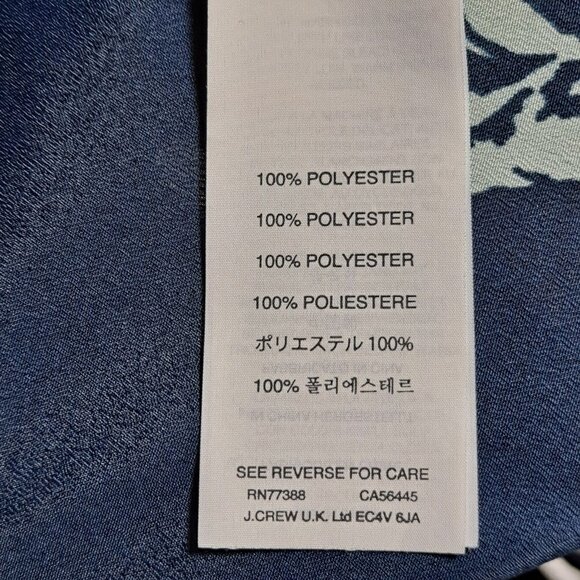 100% POLYESTER
100% POLYESTER
100% POLYESTER
100% POLIESTERE
ポリエステル 100%
100% 폴리에스테르
SEE REVERSE FOR CARE
RN77388 CA56445
J.CREW U.K. Ltd EC4V 6JA